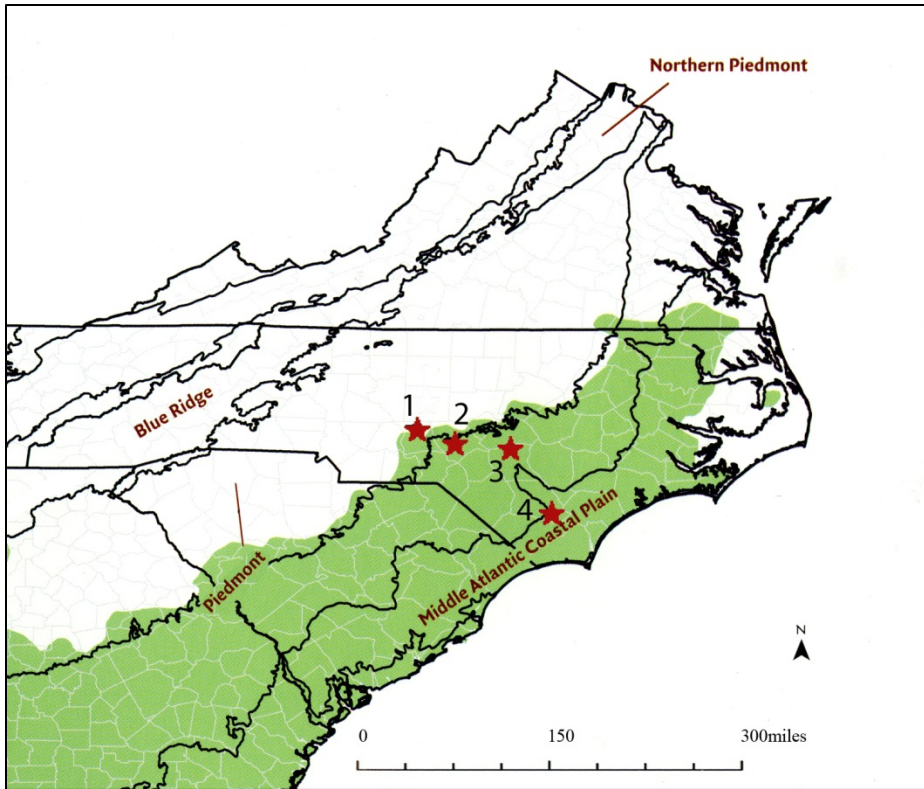 Northern Piedmont
Blue Ridge
1
2
3
4
Piedmont
Middle Atlantic Coastal Plain
N
0 150 300miles